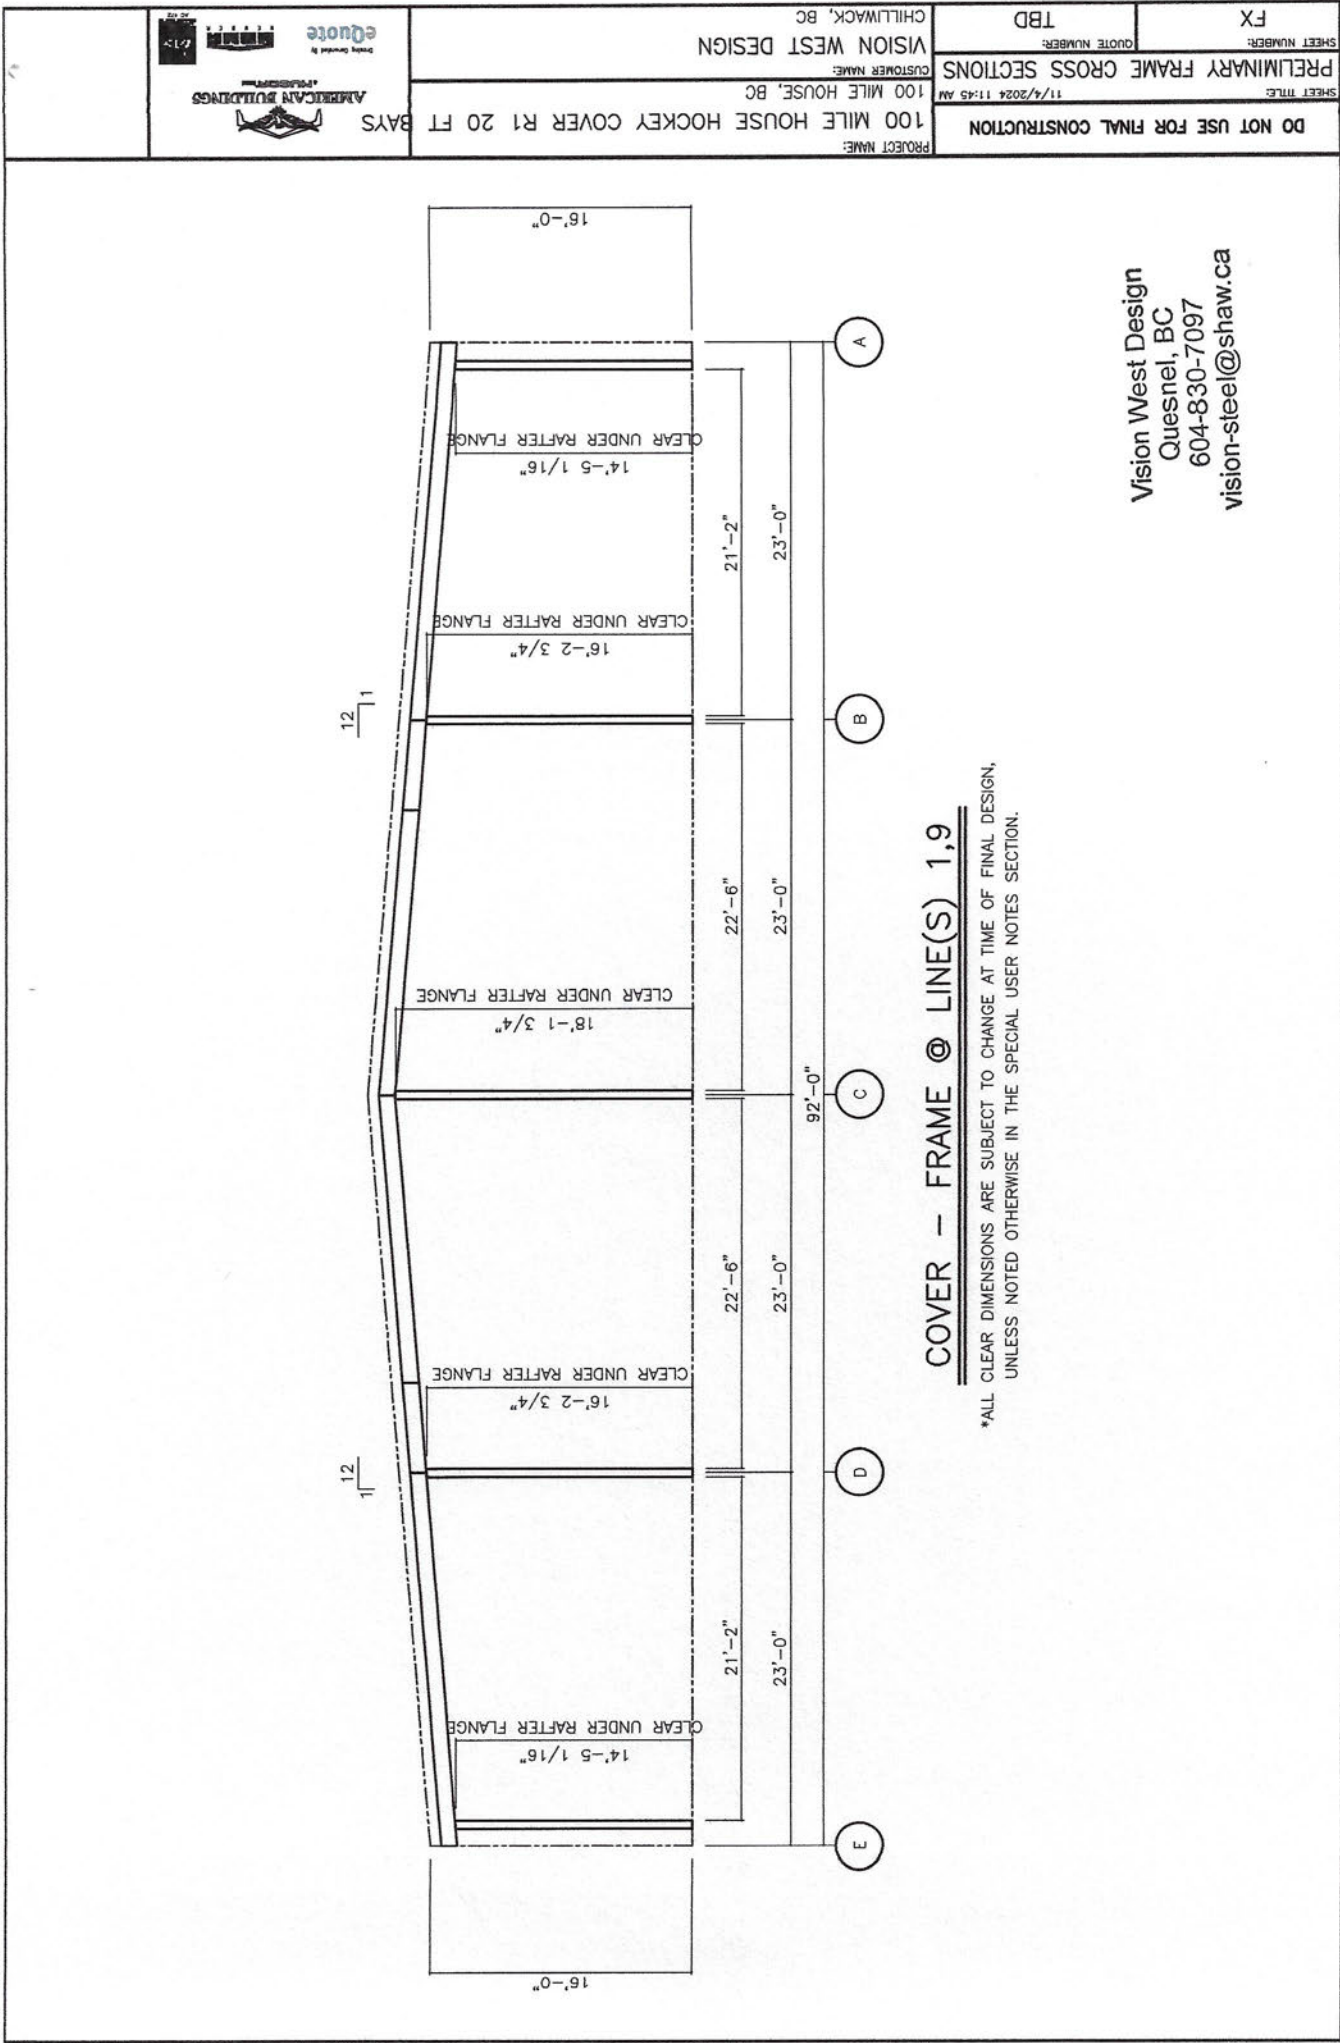 DO NOT USE FOR FINAL CONSTRUCTION
SHEET TITLE:
11/4/2024 11:45 AM
PRELIMINARY FRAME CROSS SECTIONS
SHEET NUMBER:
FX
QUOTE NUMBER:
TBD
PROJECT NAME:
100 MILE HOUSE HOCKEY COVER R1 20 FT BAYS
100 MILE HOUSE, BC
CUSTOMER NAME:
VISION WEST DESIGN
CHILLIWACK, BC
AMERICAN BUILDINGS
A NUCOR
Drawing Generated By
eQuote
AC 472
16'-0"
16'-0"
12
1
12
1
14'-5 1/16"
CLEAR UNDER RAFTER FLANGE
16'-2 3/4"
CLEAR UNDER RAFTER FLANGE
18'-1 3/4"
CLEAR UNDER RAFTER FLANGE
16'-2 3/4"
CLEAR UNDER RAFTER FLANGE
14'-5 1/16"
CLEAR UNDER RAFTER FLANGE
21'-2"
22'-6"
22'-6"
21'-2"
23'-0"
23'-0"
23'-0"
23'-0"
92'-0"
E
D
C
B
A
COVER - FRAME @ LINE(S) 1,9
*ALL CLEAR DIMENSIONS ARE SUBJECT TO CHANGE AT TIME OF FINAL DESIGN,
UNLESS NOTED OTHERWISE IN THE SPECIAL USER NOTES SECTION.
Vision West Design
Quesnel, BC
604-830-7097
vision-steel@shaw.ca